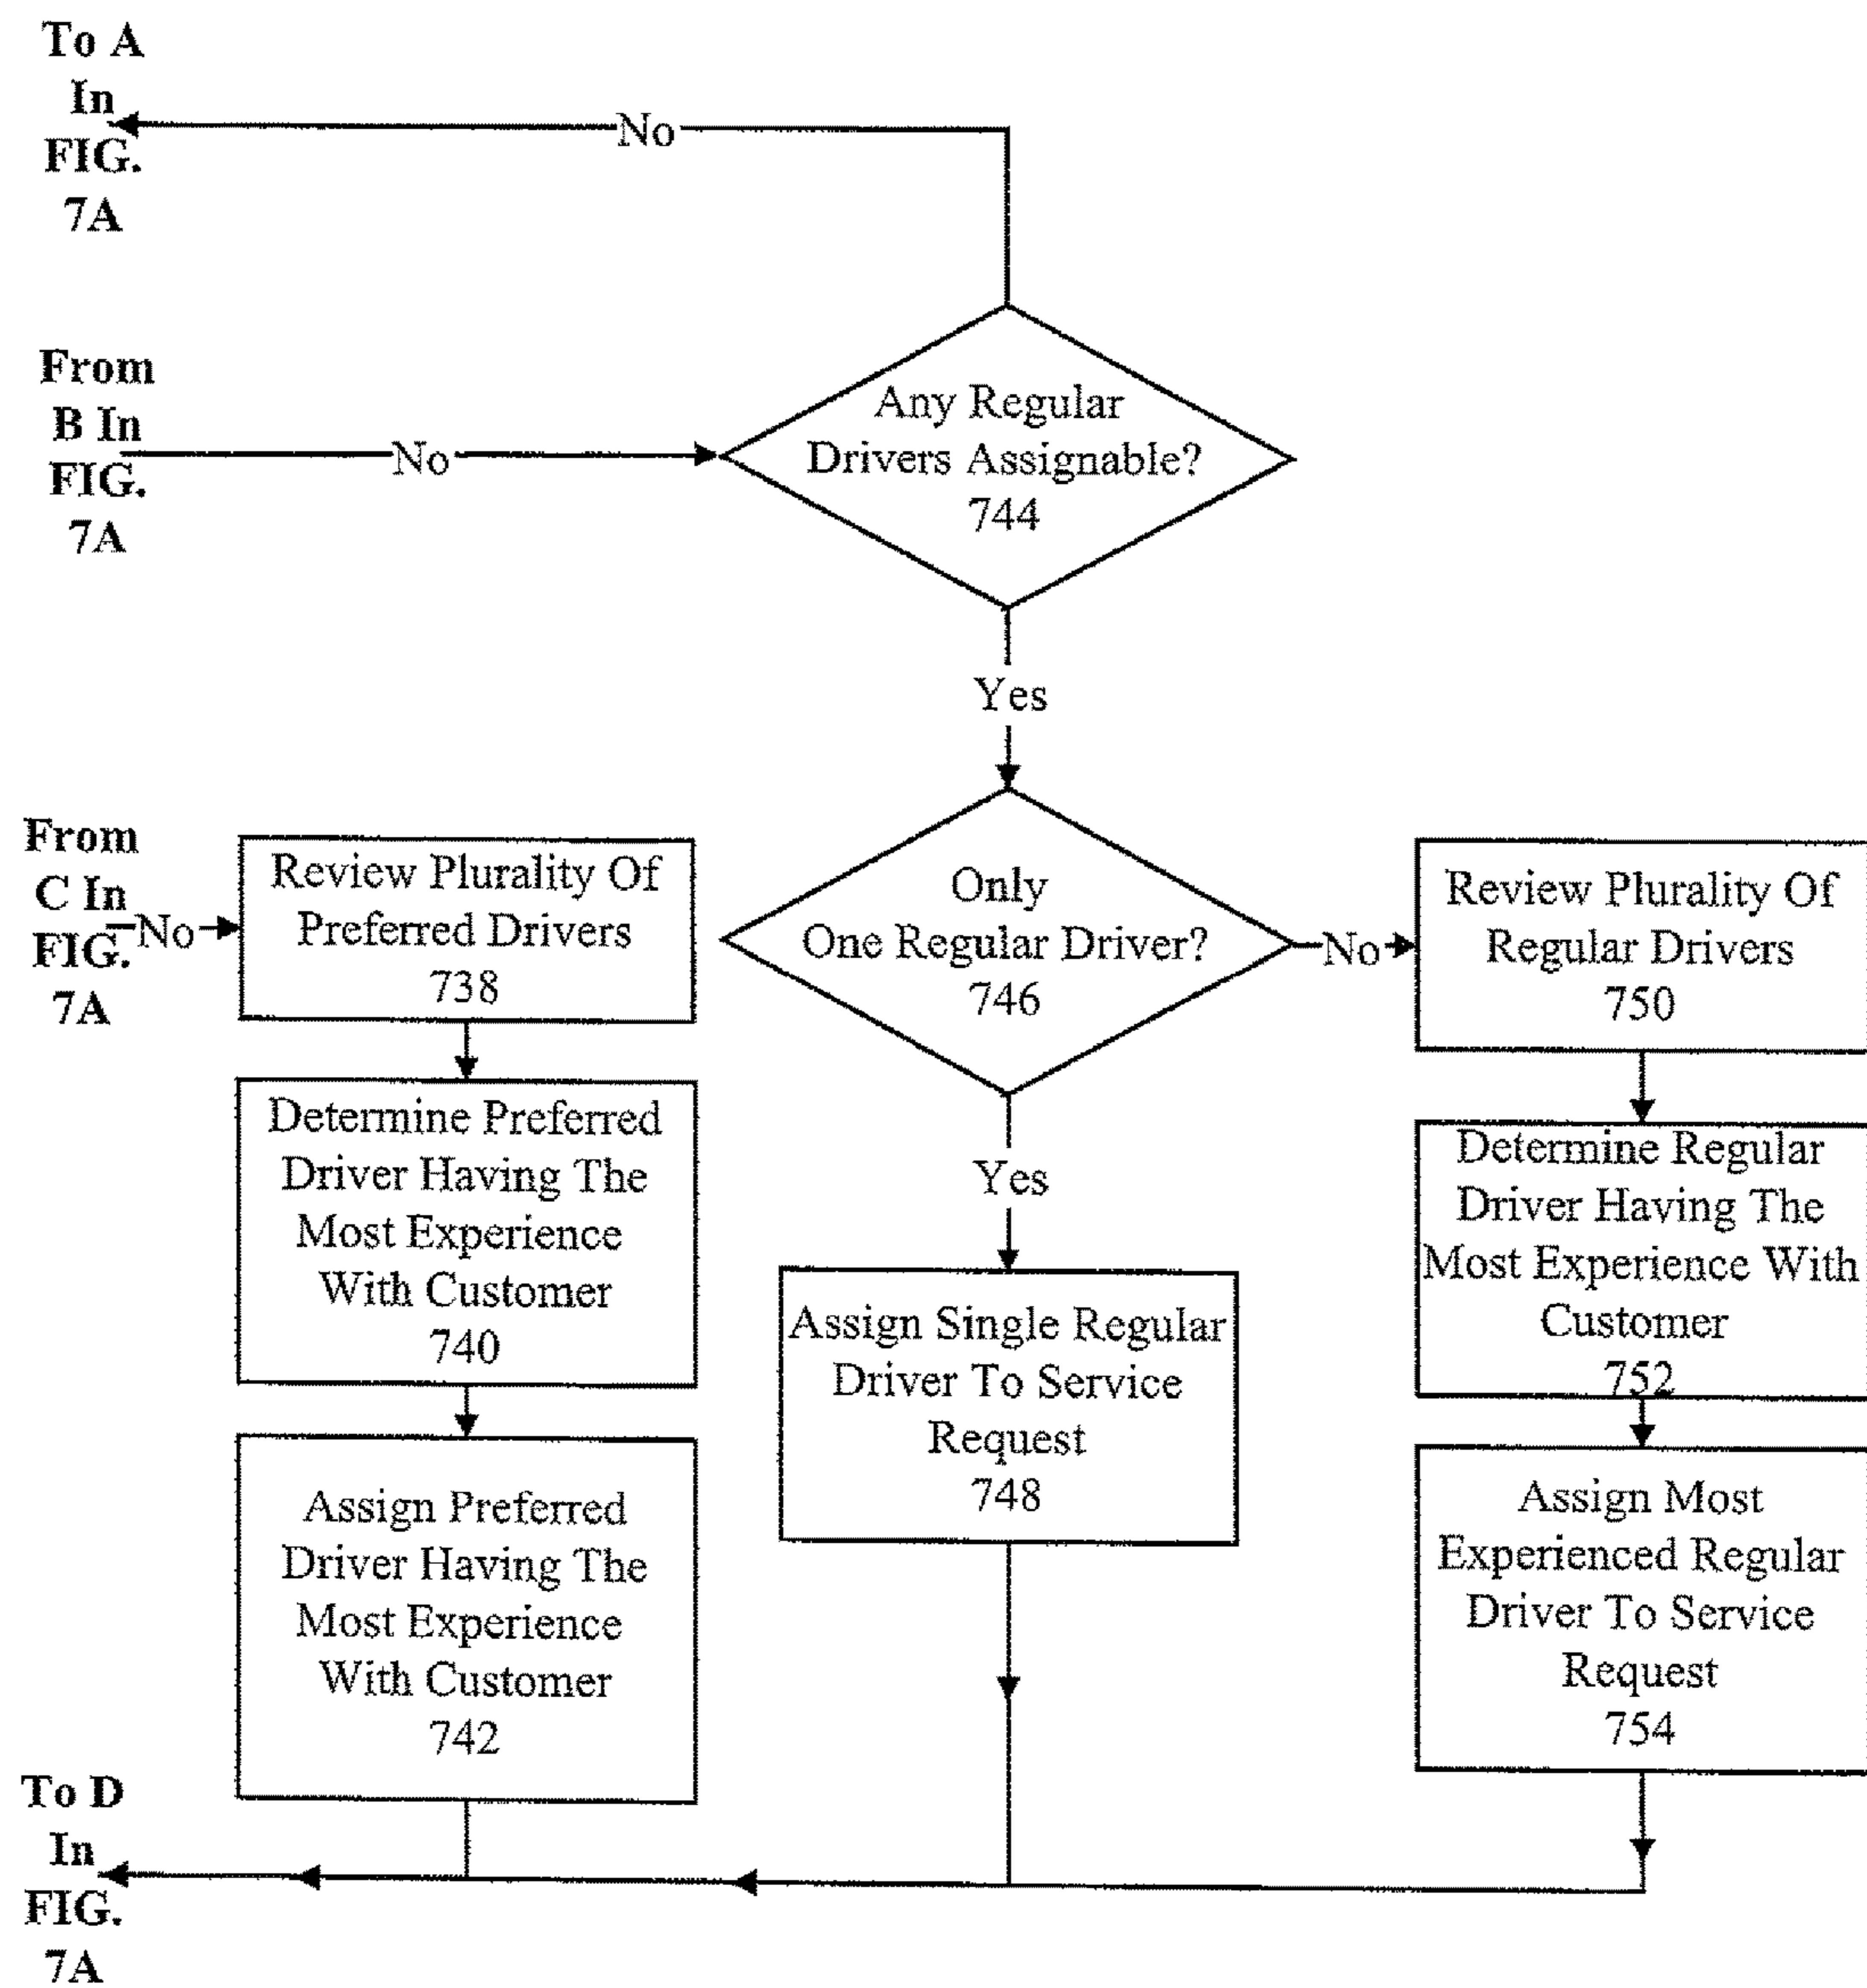 To A
In
FIG.
7A
No
From
B In
FIG.
7A
No
Any Regular
Drivers Assignable?
744
Yes
From
C In
FIG.
7A
No
Review Plurality Of
Preferred Drivers
738
Only
One Regular Driver?
746
No
Review Plurality Of
Regular Drivers
750
Determine Preferred
Driver Having The
Most Experience
With Customer
740
Yes
Determine Regular
Driver Having The
Most Experience With
Customer
752
Assign Single Regular
Driver To Service
Request
748
Assign Preferred
Driver Having The
Most Experience
With Customer
742
Assign Most
Experienced Regular
Driver To Service
Request
754
To D
In
FIG.
7A